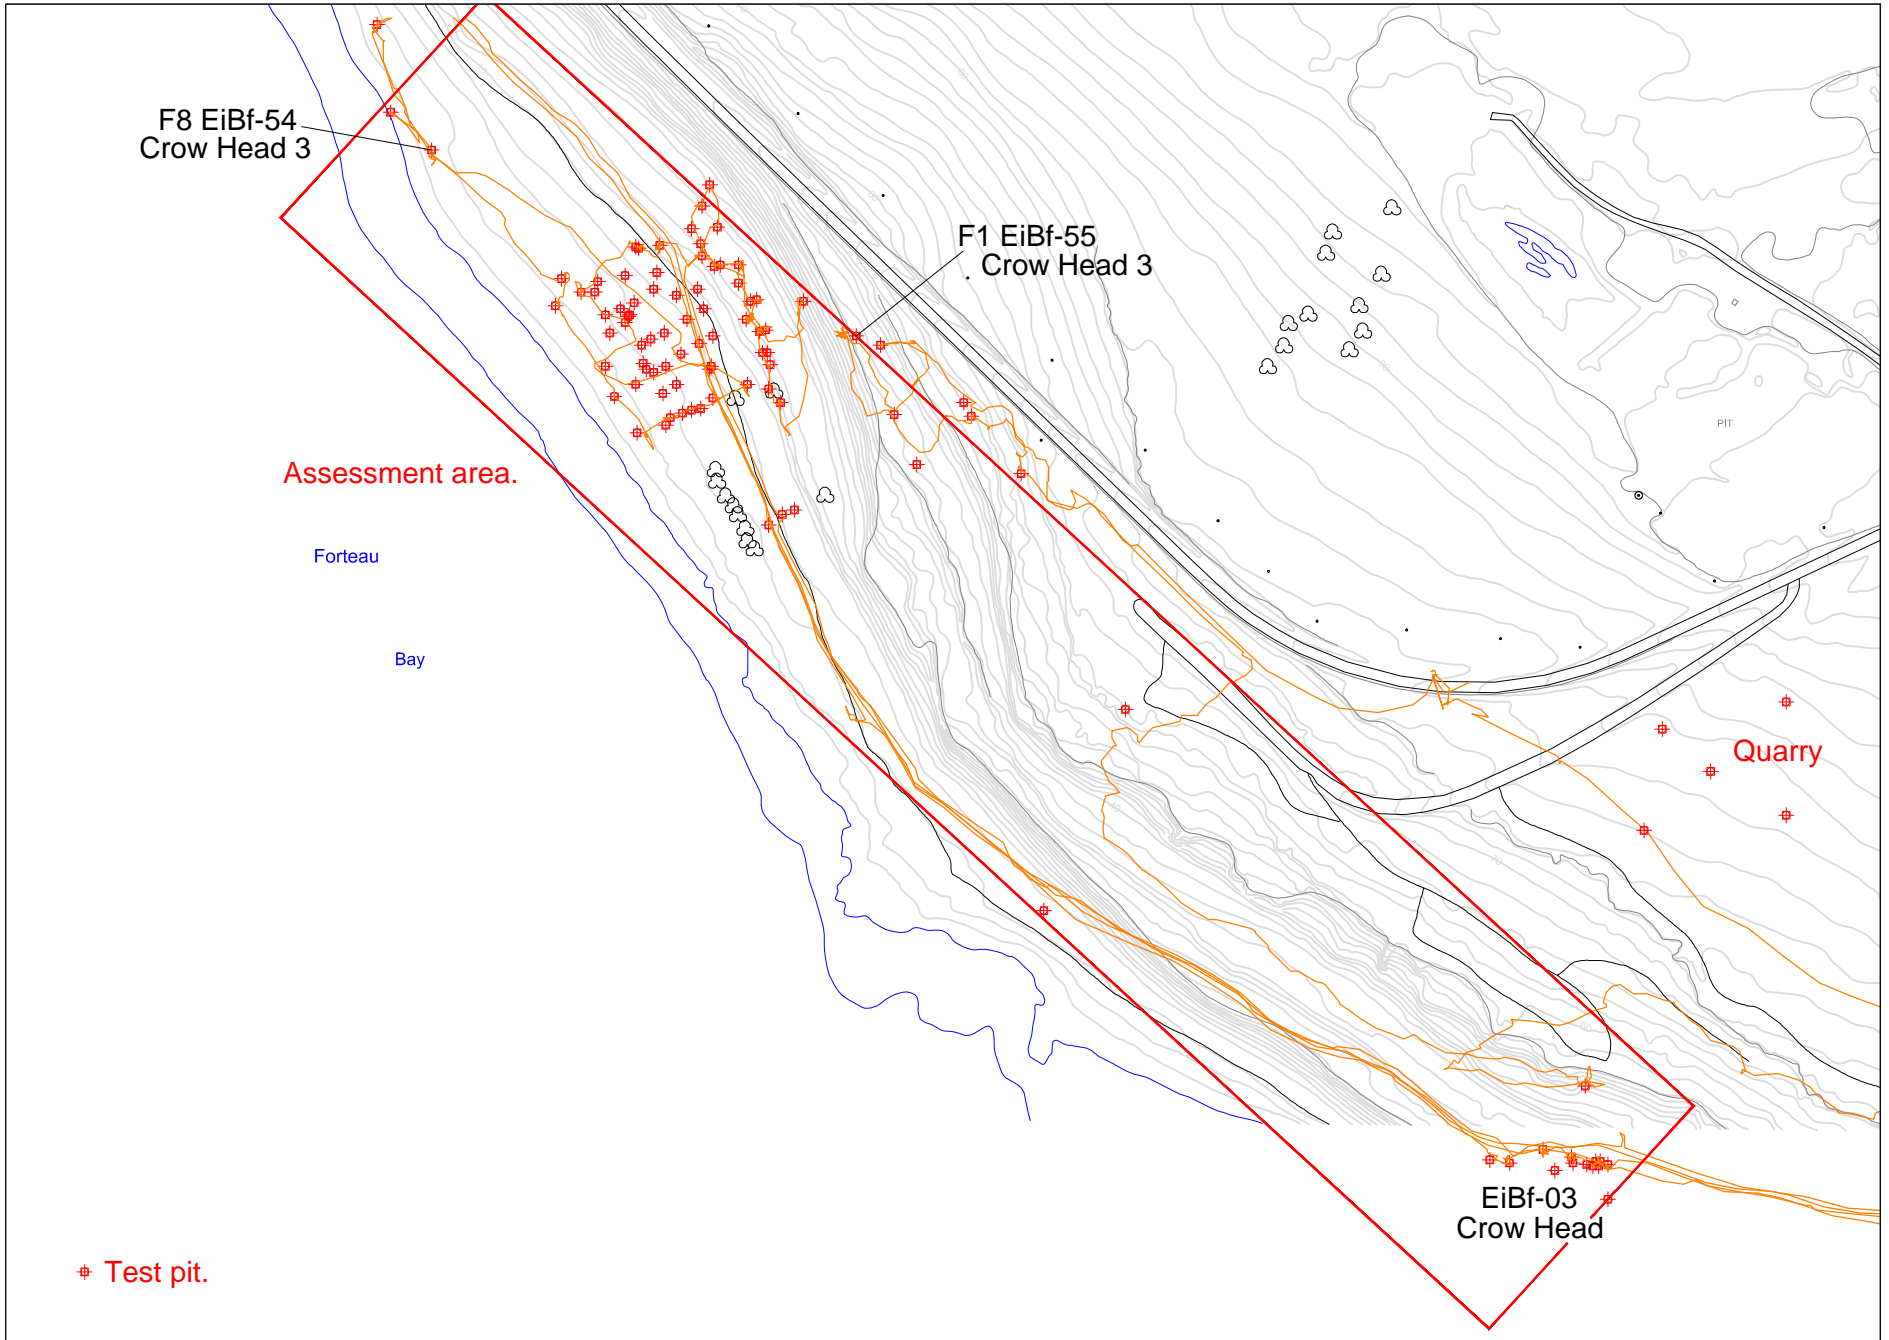 F8 EiBf-54
Crow Head 3
F1 EiBf-55
Crow Head 3
PIT
Assessment area.
Forteau
Bay
Quarry
EiBf-03
Crow Head
Test pit.